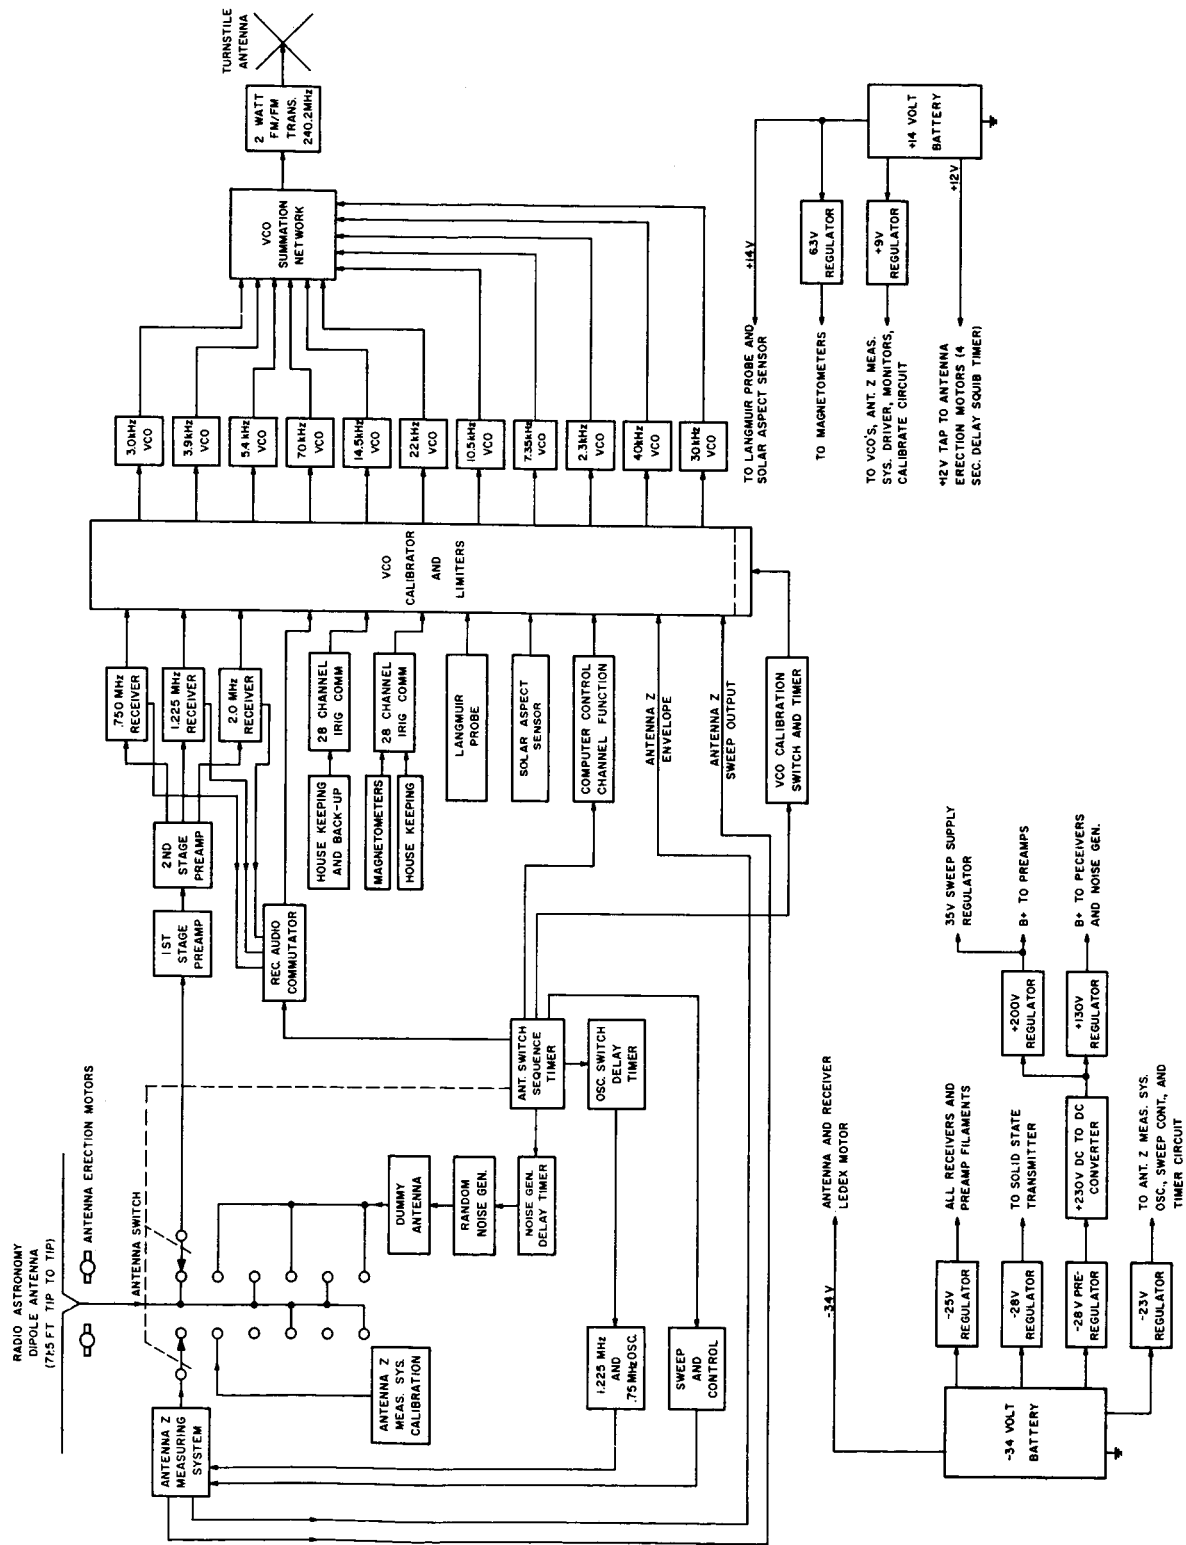 RADIO ASTRONOMY
DIPOLE ANTENNA
(71.5 FT TIP TO TIP)
ANTENNA ERECTION MOTORS
ANTENNA SWITCH
ANTENNA Z
MEASURING
SYSTEM
ANTENNA Z
MEAS. SYS.
CALIBRATION
1ST
STAGE
PREAMP
2ND
STAGE
PREAMP
.750 MHz
RECEIVER
1.225 MHz
RECEIVER
2.0 MHz
RECEIVER
REC. AUDIO
COMMUTATOR
DUMMY
ANTENNA
RANDOM
NOISE GEN.
NOISE GEN.
DELAY TIMER
ANT. SWITCH
SEQUENCE
TIMER
OSC. SWITCH
DELAY
TIMER
1.225 MHz
AND
.75 MHz OSC.
SWEEP
AND
CONTROL
HOUSE KEEPING
AND BACK-UP
28 CHANNEL
IRIG COMM
MAGNETOMETERS
HOUSE KEEPING
28 CHANNEL
IRIG COMM
LANGMUIR
PROBE
SOLAR ASPECT
SENSOR
COMPUTER CONTROL
CHANNEL FUNCTION
ANTENNA Z
ENVELOPE
ANTENNA Z
SWEEP OUTPUT
VCO CALIBRATION
SWITCH AND TIMER
VCO
CALIBRATOR
AND
LIMITERS
3.0kHz
VCO
3.9kHz
VCO
5.4kHz
VCO
70kHz
VCO
14.5kHz
VCO
22kHz
VCO
10.5kHz
VCO
7.35kHz
VCO
2.3kHz
VCO
40kHz
VCO
30kHz
VCO
VCO
SUMMATION
NETWORK
2 WATT
FM/FM
TRANS.
240.2MHz
TURNSTILE
ANTENNA
-34V
ANTENNA AND RECEIVER
LEDEX MOTOR
-34 VOLT
BATTERY
-25V
REGULATOR
ALL RECEIVERS AND
PREAMP FILAMENTS
-28V
REGULATOR
TO SOLID STATE
TRANSMITTER
-28V PRE-
REGULATOR
+230V DC TO DC
CONVERTER
+200V
REGULATOR
35V SWEEP SUPPLY
REGULATOR
B+ TO PREAMPS
+130V
REGULATOR
B+ TO RECEIVERS
AND NOISE GEN.
-23V
REGULATOR
TO ANT. Z MEAS. SYS.
OSC., SWEEP CONT., AND
TIMER CIRCUIT
TO LANGMUIR PROBE AND
SOLAR ASPECT SENSOR
+14V
TO MAGNETOMETERS
6.3V
REGULATOR
TO VCO'S, ANT. Z MEAS.
SYS. DRIVER, MONITORS,
CALIBRATE CIRCUIT
+9V
REGULATOR
+12V TAP TO ANTENNA
ERECTION MOTORS (4
SEC. DELAY SQUIB TIMER)
+12V
+14 VOLT
BATTERY